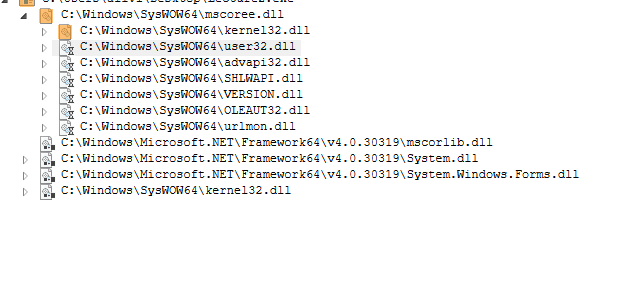 C:\Windows\SysWOW64\mscoree.dll
C:\Windows\SysWOW64\kernel32.dll
C:\Windows\SysWOW64\user32.dll
C:\Windows\SysWOW64\advapi32.dll
C:\Windows\SysWOW64\SHLWAPI.dll
C:\Windows\SysWOW64\VERSION.dll
C:\Windows\SysWOW64\OLEAUT32.dll
C:\Windows\SysWOW64\urlmon.dll
C:\Windows\Microsoft.NET\Framework64\v4.0.30319\mscorlib.dll
C:\Windows\Microsoft.NET\Framework64\v4.0.30319\System.dll
C:\Windows\Microsoft.NET\Framework64\v4.0.30319\System.Windows.Forms.dll
C:\Windows\SysWOW64\kernel32.dll